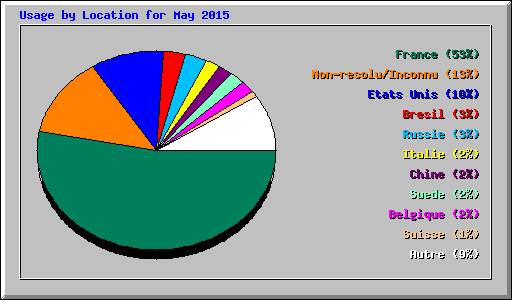 Usage by Location for May 2015
France (53%)
Non-resolu/Inconnu (13%)
Etats Unis (10%)
Bresil (3%)
Russie (3%)
Italie (2%)
Chine (2%)
Suede (2%)
Belgique (2%)
Suisse (1%)
Autre (9%)